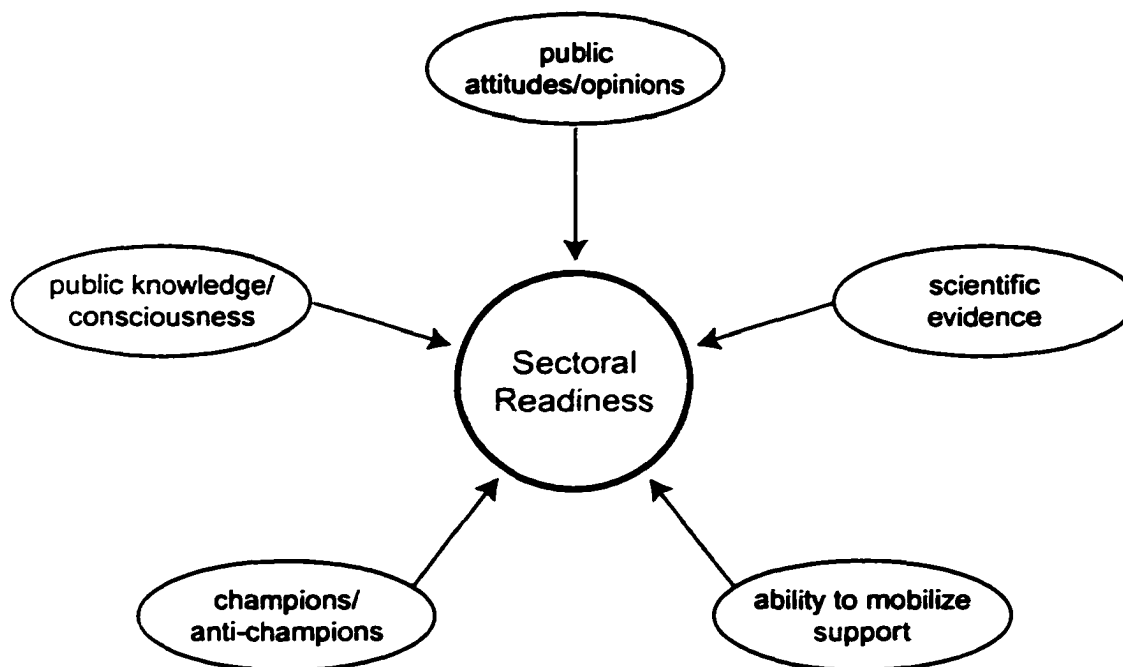 public
attitudes/opinions
public knowledge/
consciousness
scientific
evidence
Sectoral
Readiness
champions/
anti-champions
ability to mobilize
support